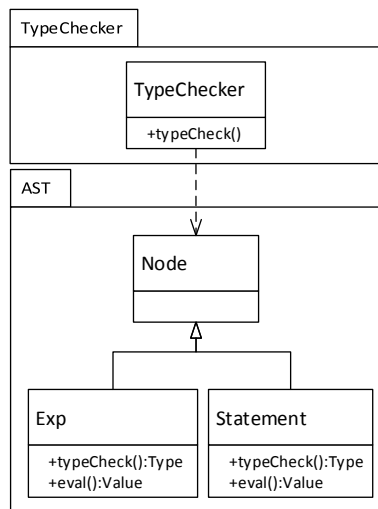 TypeChecker
TypeChecker
+typeCheck()
AST
Node
Exp
+typeCheck():Type
+eval():Value
Statement
+typeCheck():Type
+eval():Value